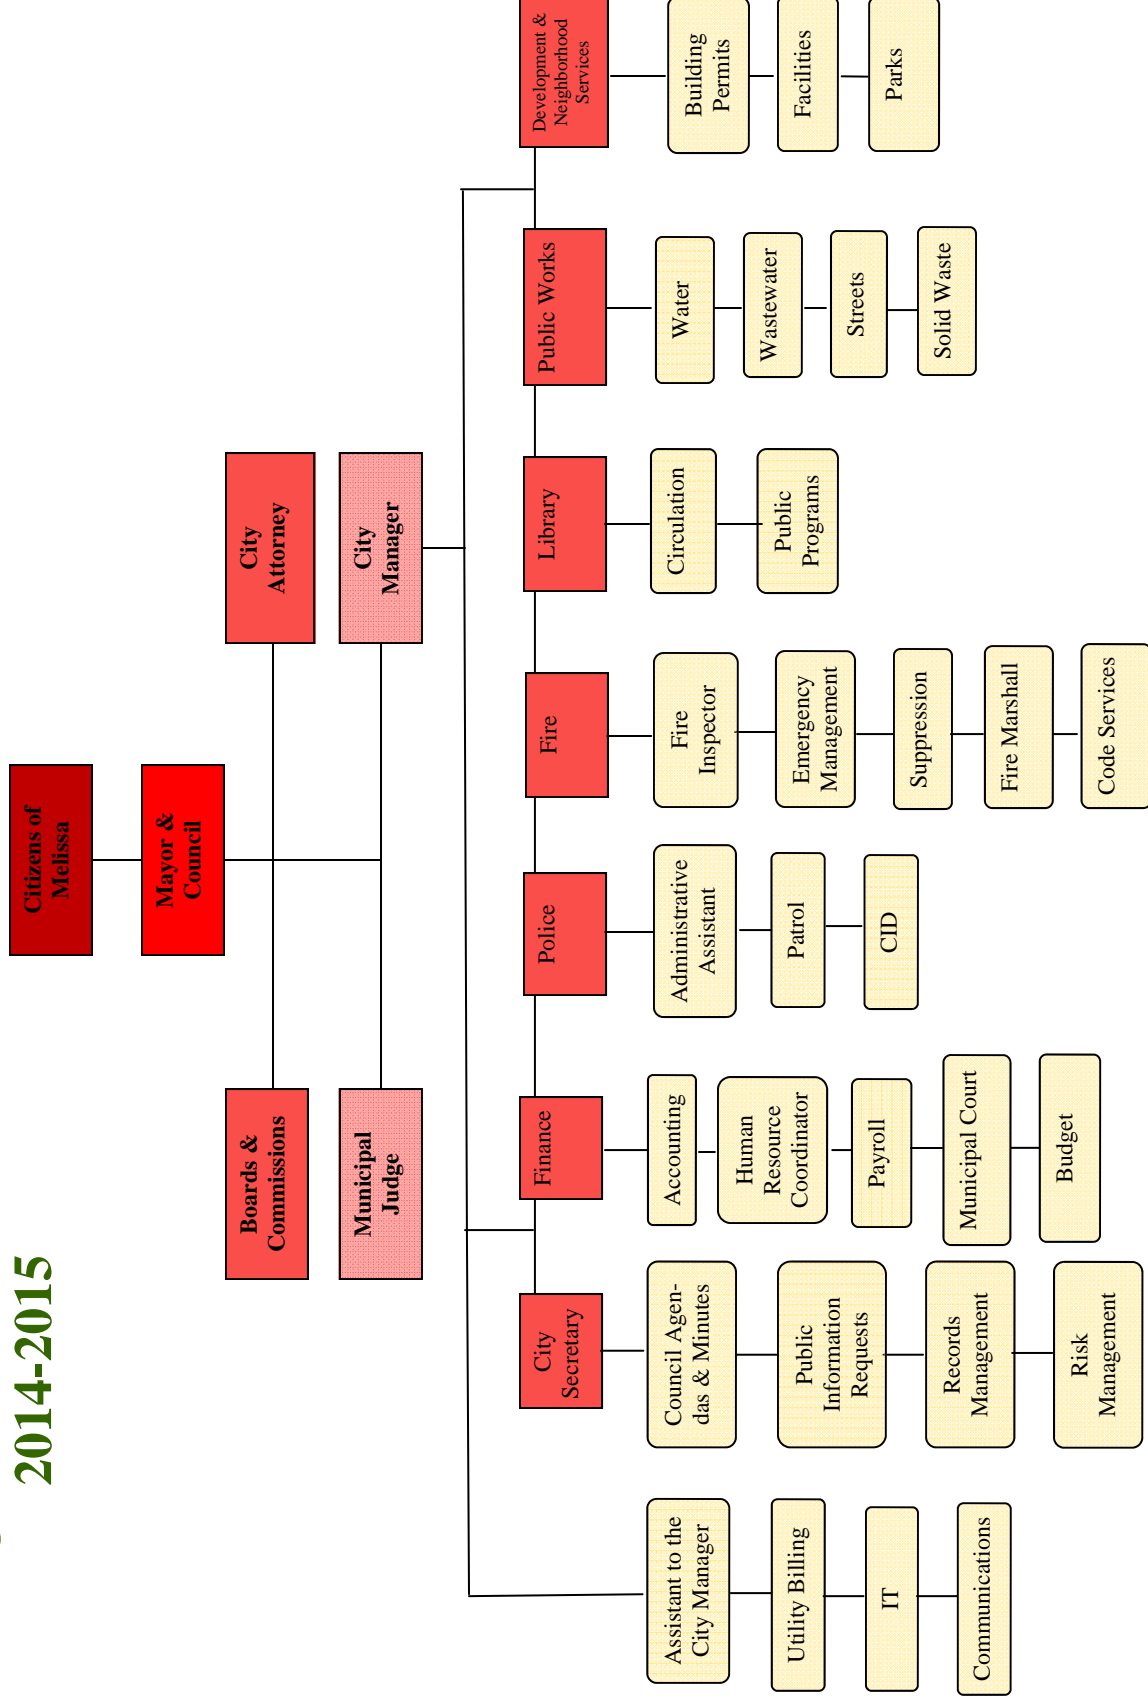 2014-2015
Citizens of
Melissa
Mayor &
Council
Boards &
Commissions
City
Attorney
Municipal
Judge
City
Manager
City
Secretary
Finance
Police
Fire
Library
Public Works
Development &
Neighborhood
Services
Assistant to the
City Manager
Utility Billing
IT
Communications
Council Agen-
das & Minutes
Public
Information
Requests
Records
Management
Risk
Management
Accounting
Human
Resource
Coordinator
Payroll
Municipal Court
Budget
Administrative
Assistant
Patrol
CID
Fire
Inspector
Emergency
Management
Suppression
Fire Marshall
Code Services
Circulation
Public
Programs
Water
Wastewater
Streets
Solid Waste
Building
Permits
Facilities
Parks